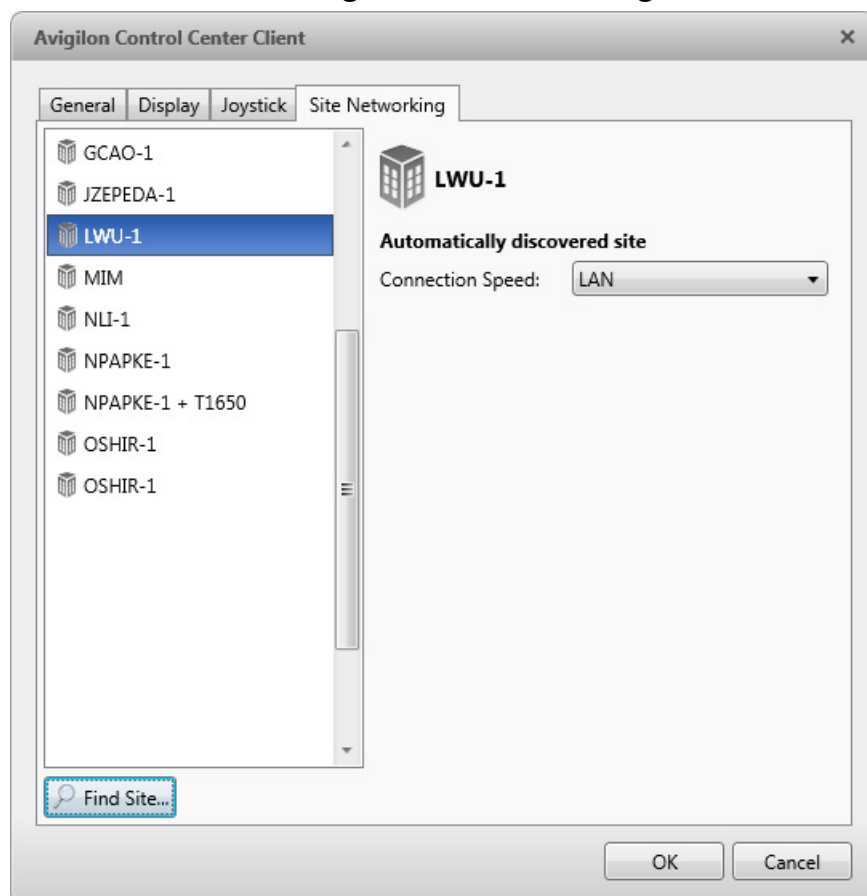 Avigilon Control Center Client
General Display Joystick Site Networking
GCAO-1
JZEPEDA-1
LWU-1
MIM
NLI-1
NPAPKE-1
NPAPKE-1 + T1650
OSHIR-1
OSHIR-1
LWU-1
Automatically discovered site
Connection Speed: LAN
Find Site...
OK Cancel